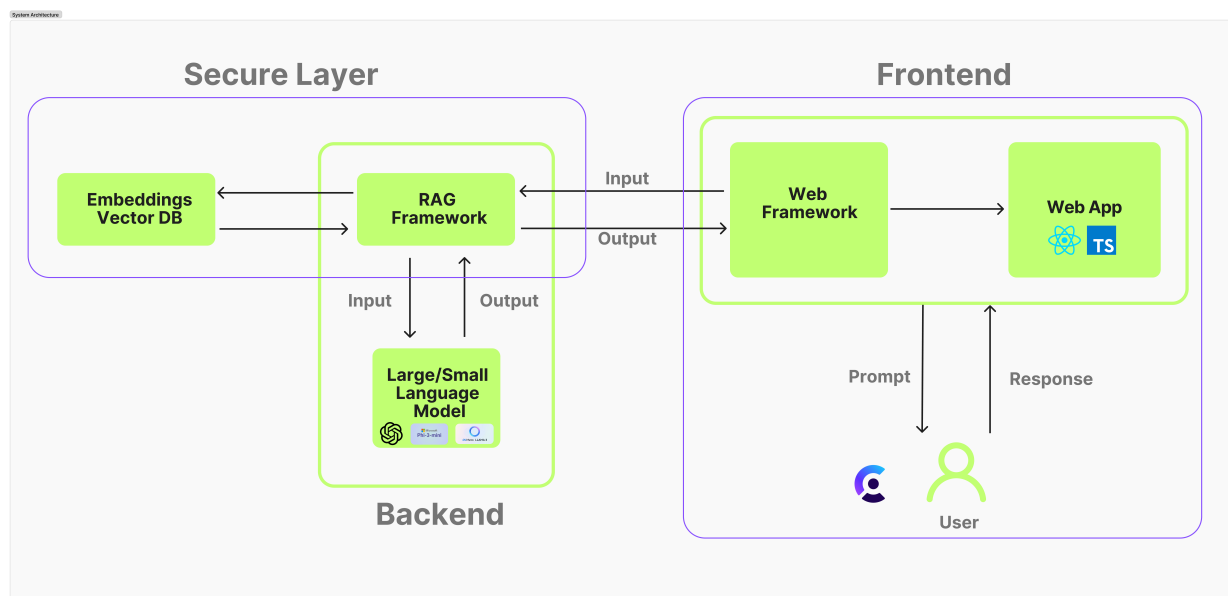 System Architecture
Secure Layer
Frontend
Embeddings
Vector DB
RAG
Framework
Input
Output
Web
Framework
Web App
TS
Input
Output
Large/Small
Language
Model
Microsoft
Phi-3-mini
Prompt
Response
Backend
User